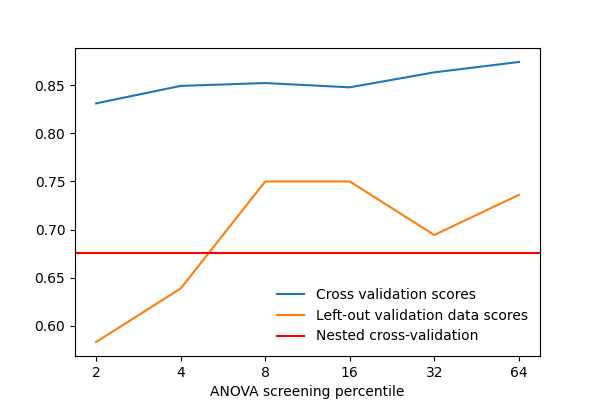 0.85
0.80
0.75
0.70
0.65
0.60
Cross validation scores
Left-out validation data scores
Nested cross-validation
2 4 8 16 32 64
ANOVA screening percentile